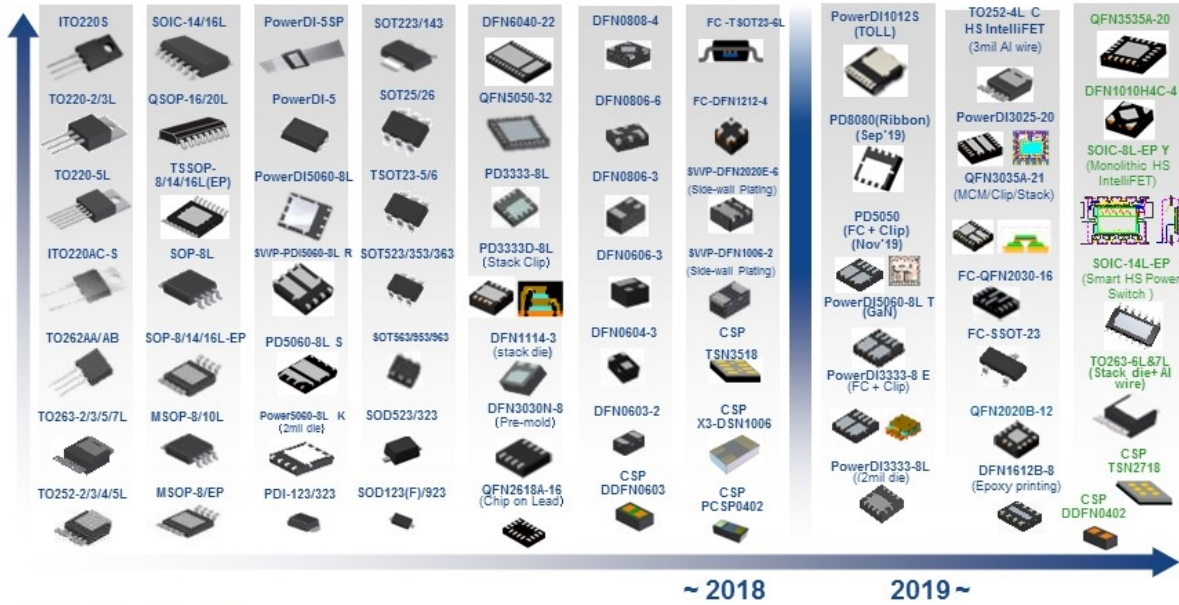 ITO220S
TO220-2/3L
TO220-5L
ITO220AC-S
TO262AA/AB
TO263-2/3/5/7L
TO252-2/3/4/5L
SOIC-14/16L
QSOP-16/20L
TSSOP-
8/14/16L(EP)
SOP-8L
SOP-8/14/16L-EP
MSOP-8/10L
MSOP-8/EP
PowerDI-5SP
PowerDI-5
PowerDI5060-8L
SWP-PDI5060-8L R
PD5060-8L S
Power5060-8L K
(2mil die)
PDI-123/323
SOT223/143
SOT25/26
TSOT23-5/6
SOT523/353/363
SOT563/953/963
SOD523/323
SOD123(F)/923
DFN6040-22
QFN5050-32
PD3333-8L
PD3333D-8L
(Stack Clip)
DFN1114-3
(stack die)
DFN3030N-8
(Pre-mold)
QFN2618A-16
(Chip on Lead)
DFN0808-4
DFN0806-6
DFN0806-3
DFN0606-3
DFN0604-3
DFN0603-2
CSP
DDFN0603
FC-TSOT23-6L
FC-DFN1212-4
SWP-DFN2020E-6
(Side-wall Plating)
SWP-DFN1006-2
(Side-wall Plating)
CSP
TSN3518
CSP
X3-DSN1006
CSP
PCSP0402
PowerDI1012S
(TOLL)
PD8080(Ribbon)
(Sep'19)
PD5050
(FC + Clip)
(Nov'19)
PowerDI5060-8L T
(GaN)
PowerDI3333-8 E
(FC + Clip)
PowerDI3333-8L
(/2mil die)
TO252-4L C
HS IntelliFET
(3mil Al wire)
PowerDI3025-20
QFN3035A-21
(MCM/Clip/Stack)
FC-QFN2030-16
FC-SSOT-23
QFN2020B-12
DFN1612B-8
(Epoxy printing)
QFN3535A-20
DFN1010H4C-4
SOIC-8L-EP Y
(Monolithic HS
IntelliFET)
SOIC-14L-EP
(Smart HS Power
Switch )
TO263-6L&7L
(Stack die+ Al
wire)
CSP
TSN2718
CSP
DDFN0402
~ 2018
2019 ~